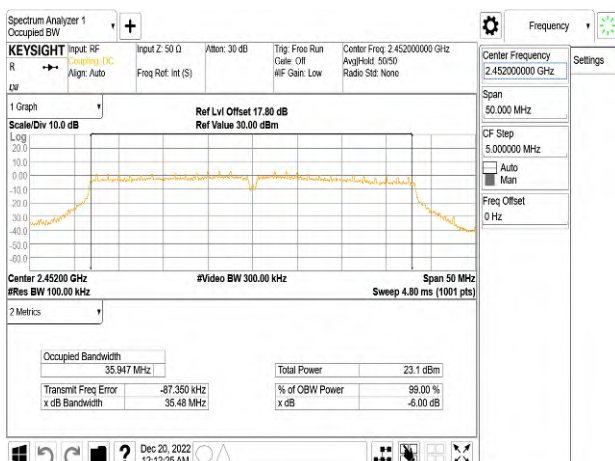 Spectrum Analyzer 1
Occupied BW
Frequency
KEYSIGHT
R
Input: RF
Coupling: DC
Align: Auto
Input Z: 50 Ω
Freq Ref: Int (S)
Atten: 30 dB
Trig: Free Run
Gate: Off
#IF Gain: Low
Center Freq: 2.452000000 GHz
Avg|Hold: 50/50
Radio Std: None
Center Frequency
2.452000000 GHz
Settings
Span
50.000 MHz
CF Step
5.000000 MHz
Auto
Man
Freq Offset
0 Hz
1 Graph
Scale/Div 10.0 dB
Ref Lvl Offset 17.80 dB
Ref Value 30.00 dBm
Log
20.0
10.0
0.00
-10.0
-20.0
-30.0
-40.0
-50.0
-60.0
Center 2.45200 GHz
#Res BW 100.00 kHz
#Video BW 300.00 kHz
Span 50 MHz
Sweep 4.80 ms (1001 pts)
2 Metrics
Occupied Bandwidth
35.947 MHz
Total Power 23.1 dBm
Transmit Freq Error -87.350 kHz
% of OBW Power 99.00 %
x dB Bandwidth 35.48 MHz
x dB -6.00 dB
?
Dec 20, 2022